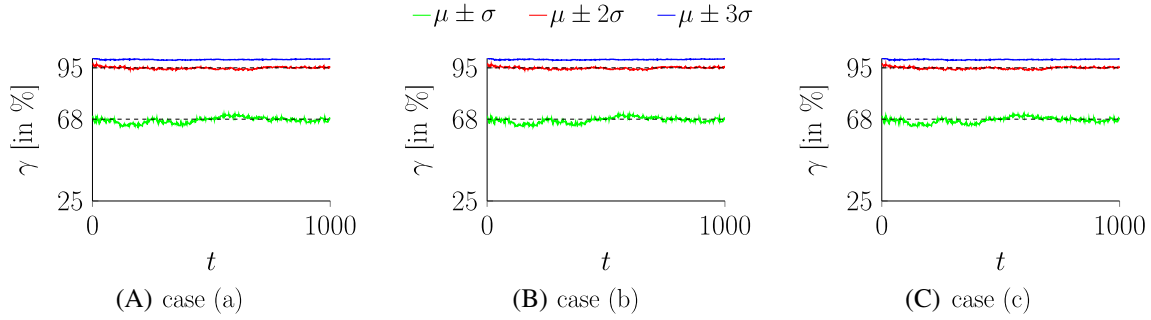 μ ± σ μ ± 2σ μ ± 3σ
95 95 95
68 68 68
25 25 25
γ [in %] γ [in %] γ [in %]
0 1000 0 1000 0 1000
t t t
(A) case (a) (B) case (b) (C) case (c)